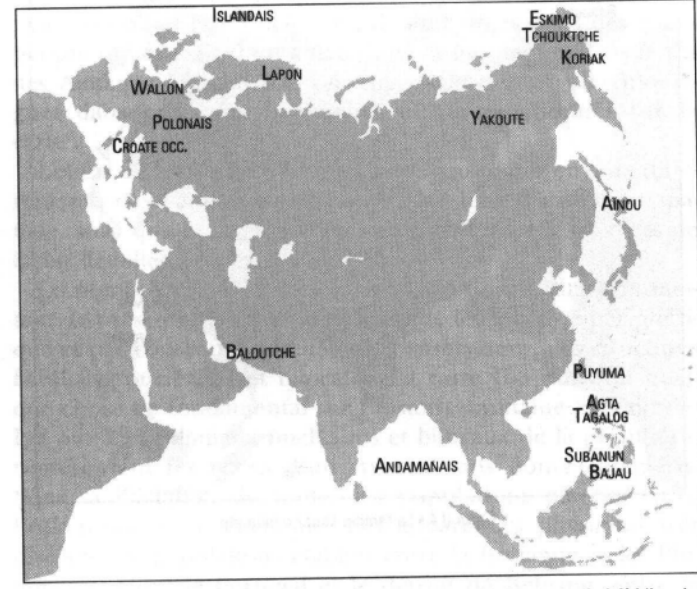 ISLANDAIS
ESKIMO
TCHOUKTCHE
KORIAK
LAPON
WALLON
POLONAIS
YAKOUTE
CROATE OCC.
AÏNOU
BALOUTCHE
PUYUMA
AGTA
TAGALOG
SUBANUN
BAJAU
ANDAMANAIS